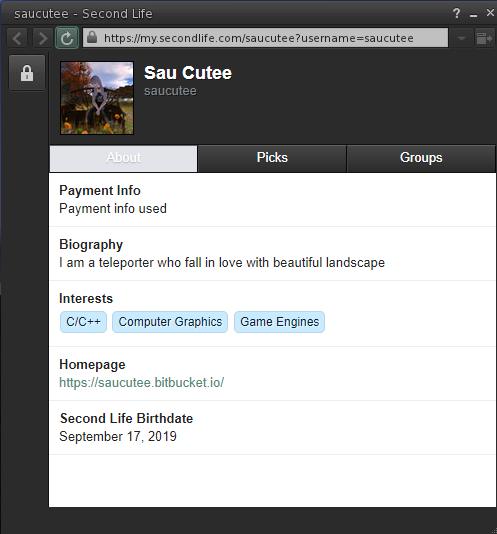 saucutee - Second Life
https://my.secondlife.com/saucutee?username=saucutee
Sau Cutee
saucutee
About
Picks
Groups
Payment Info
Payment info used
Biography
I am a teleporter who fall in love with beautiful landscape
Interests
C/C++ Computer Graphics Game Engines
Homepage
https://saucutee.bitbucket.io/
Second Life Birthdate
September 17, 2019